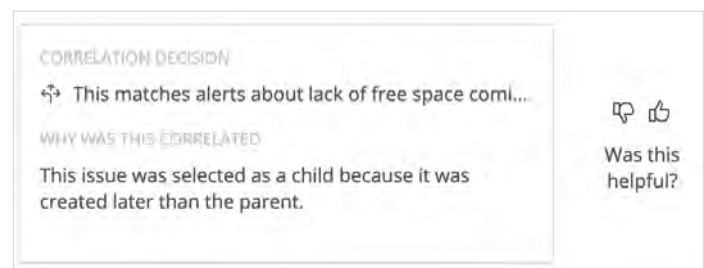 CORRELATION DECISION
This matches alerts about lack of free space comi...
WHY WAS THIS CORRELATED
This issue was selected as a child because it was
created later than the parent.
Was this
helpful?